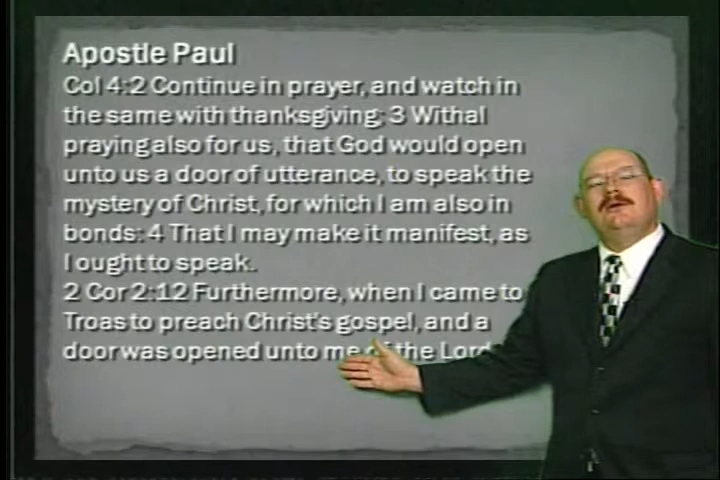 Apostle Paul
Col 4:2 Continue in prayer, and watch in
the same with thanksgiving; 3 Withal
praying also for us, that God would open
unto us a door of utterance, to speak the
mystery of Christ, for which I am also in
bonds: 4 That I may make it manifest, as
I ought to speak.
2 Cor 2:12 Furthermore, when I came to
Troas to preach Christ's gospel, and a
door was opened unto me of the Lord